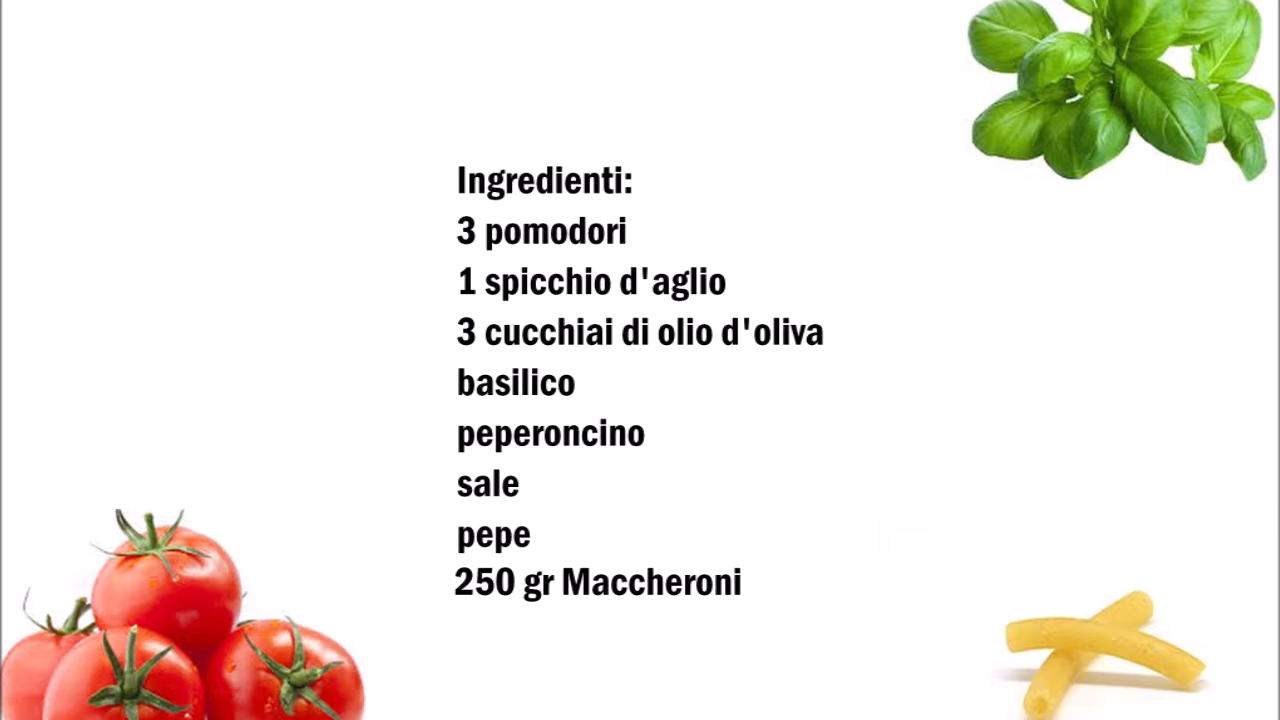 Ingredienti:
3 pomodori
1 spicchio d'aglio
3 cucchiai di olio d'oliva
basilico
peperoncino
sale
pepe
250 gr Maccheroni